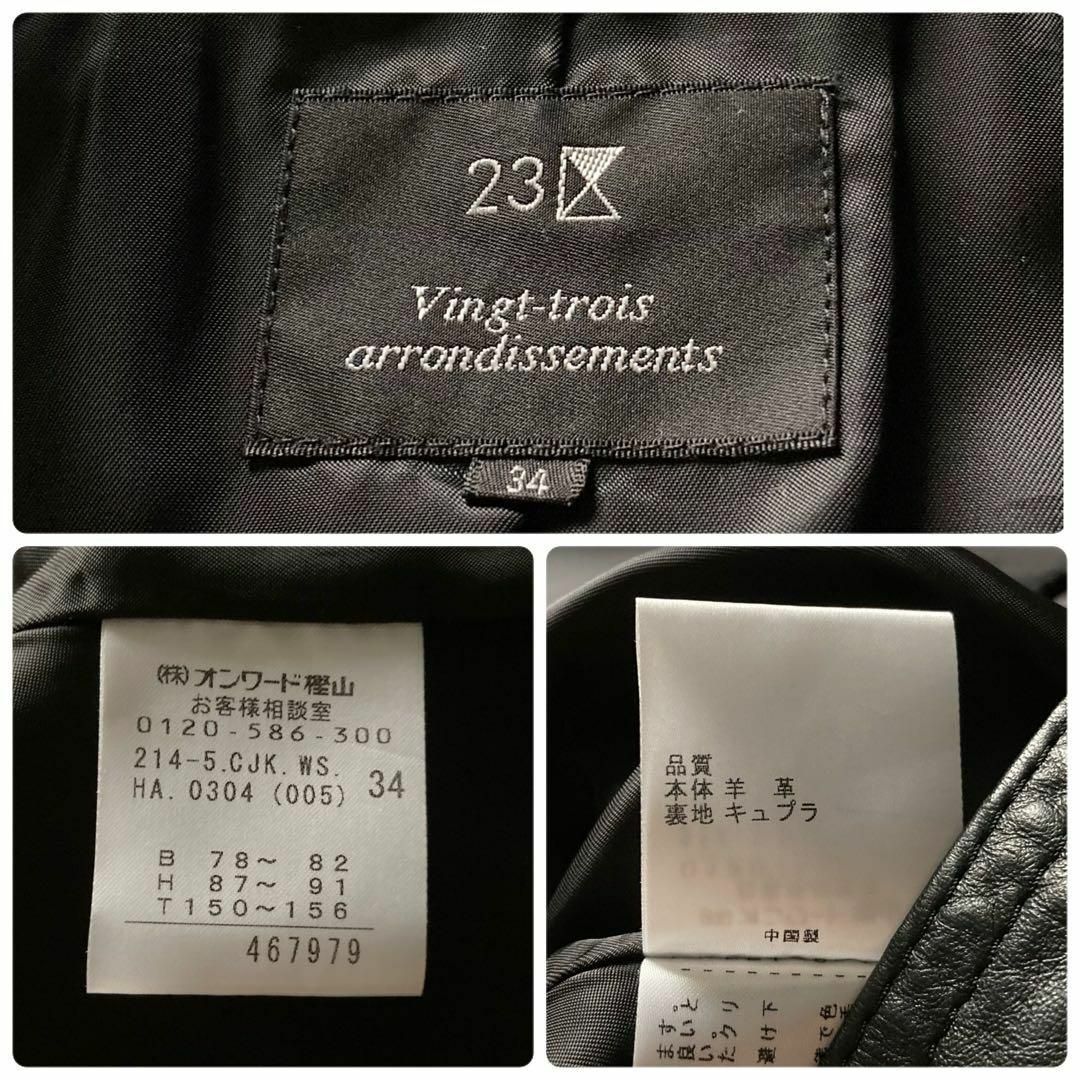 23区
Vingt-trois
arrondissements
34
(株)オンワード樫山
お客様相談室
0120-586-300
214-5.CJK.WS.
HA.0304 (005) 34
B 78～ 82
H 87～ 91
T 150～156
467979
品質
本体 羊 革
裏地 キュプラ
中国製